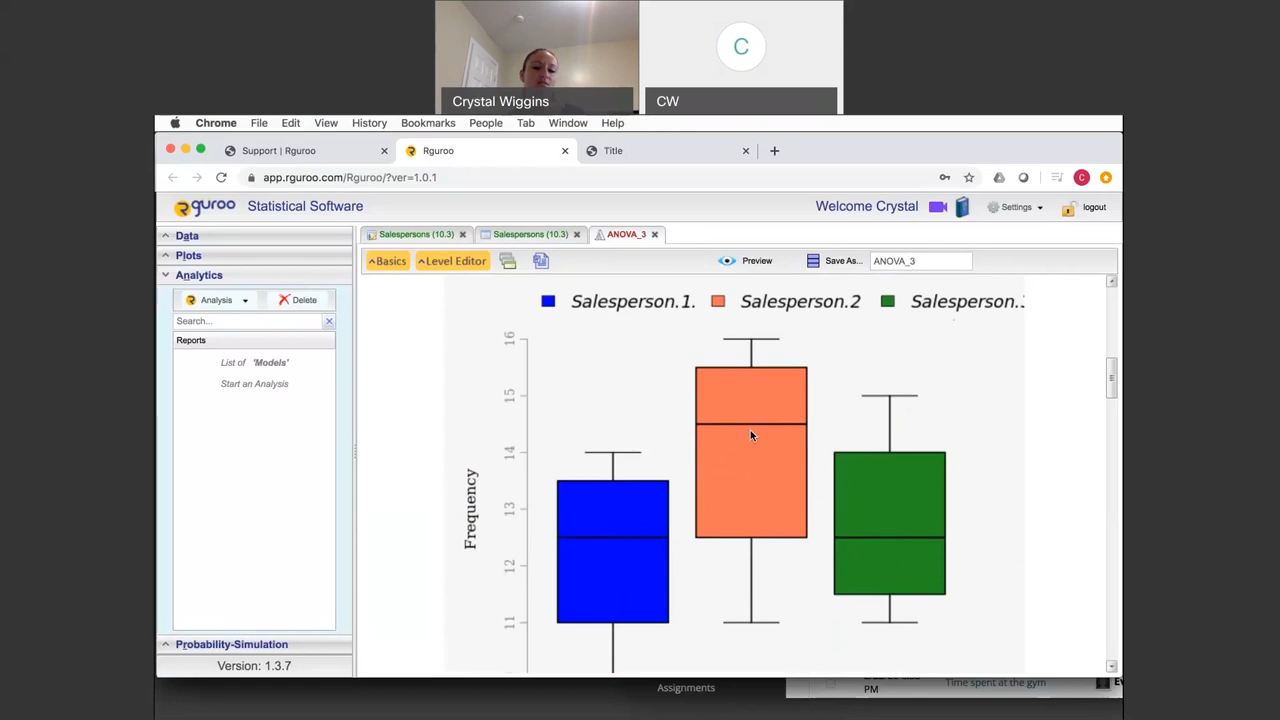 C
Crystal Wiggins
CW
Chrome File Edit View History Bookmarks People Tab Window Help
Support | Rguroo
Rguroo
Title
app.rguroo.com/Rguroo/?ver=1.0.1
C
rguroo Statistical Software
Welcome Crystal
Settings
logout
Data
Salespersons (10.3)
Salespersons (10.3)
ANOVA_3
Plots
Basics
Level Editor
Preview
Save As...
ANOVA_3
Analytics
Analysis
Delete
Search...
Reports
List of 'Models'
Start an Analysis
Salesperson.1.
Salesperson.2
Salesperson.
16
15
14
13
12
11
Frequency
Probability-Simulation
Version: 1.3.7
Assignments
PM
Time spent at the gym